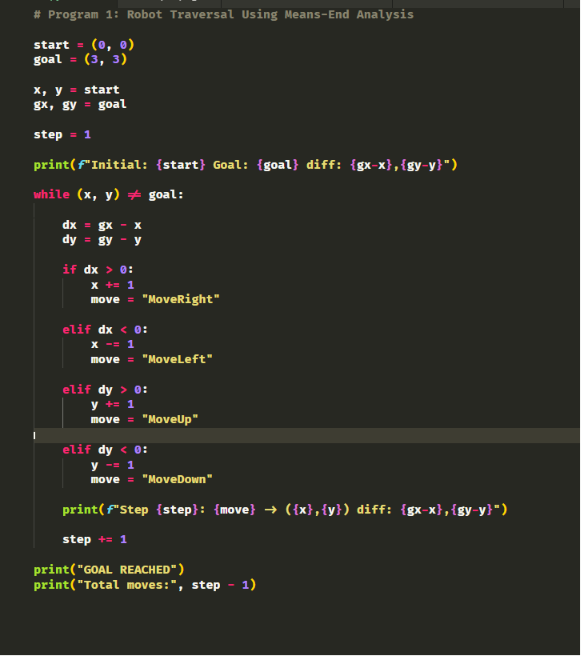 # Program 1: Robot Traversal Using Means-End Analysis
start = (0, 0)
goal = (3, 3)
x, y = start
gx, gy = goal
step = 1
print(f"Initial: {start} Goal: {goal} diff: {gx-x},{gy-y}")
while (x, y) != goal:
    dx = gx - x
    dy = gy - y
    if dx > 0:
        x += 1
        move = "MoveRight"
    elif dx < 0:
        x -= 1
        move = "MoveLeft"
    elif dy > 0:
        y += 1
        move = "MoveUp"
    elif dy < 0:
        y -= 1
        move = "MoveDown"
    print(f"Step {step}: {move} -> ({x},{y}) diff: {gx-x},{gy-y}")
    step += 1
print("GOAL REACHED")
print("Total moves:", step - 1)